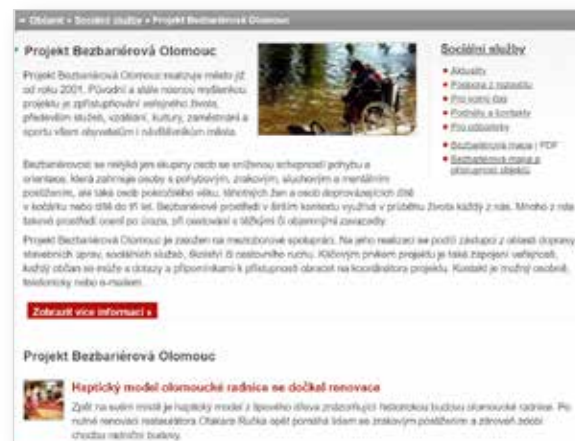 » Občané » Sociální služby » Projekt Bezbariérová Olomouc
Projekt Bezbariérová Olomouc
Projekt Bezbariérová Olomouc realizuje město již
od roku 2001. Původní a stále nosnou myšlenkou
projektu je zpřístupňování veřejného života,
především služeb, vzdělání, kultury, zaměstnání a
sportu všem obyvatelům i návštěvníkům města.
Sociální služby
Aktuality
Podpora z rozpočtu
Pro volný čas
Podněty a kontakty
Pro odborníky
Bezbariérová mapa | PDF
Bezbariérová mapa a
přístupnost objektů
Bezbariérovost se netýká jen skupiny osob se sníženou schopností pohybu a
orientace, která zahrnuje osoby s pohybovým, zrakovým, sluchovým a mentálním
postižením, ale také osob pokročilého věku, těhotných žen a osob doprovázejících dítě
v kočárku nebo dítě do tří let. Bezbariérové prostředí v širším kontextu využívá v průběhu života každý z nás. Mnoho z nás
takové prostředí ocení po úraze, při cestování s těžkými či objemnými zavazadly.
Projekt Bezbariérová Olomouc je založen na mezioborové spolupráci. Na jeho realizaci se podílí zástupci z oblasti dopravy,
stavebních úprav, sociálních služeb, školství či cestovního ruchu. Klíčovým prvkem projektu je také zapojení veřejnosti,
každý občan se může s dotazy a připomínkami k přístupnosti obracet na koordinátora projektu. Kontakt je možný osobně,
telefonicky nebo e-mailem.
Zobrazit více informací »
Projekt Bezbariérová Olomouc
Haptický model olomoucké radnice se dočkal renovace
Zpět na svém místě je haptický model z lipového dřeva znázorňující historickou budovu olomoucké radnice. Po
nutné renovaci restaurátora Otakara Ručka opět pomáhá lidem se zrakovým postižením a zároveň zdobí
chodbu radniční budovy.